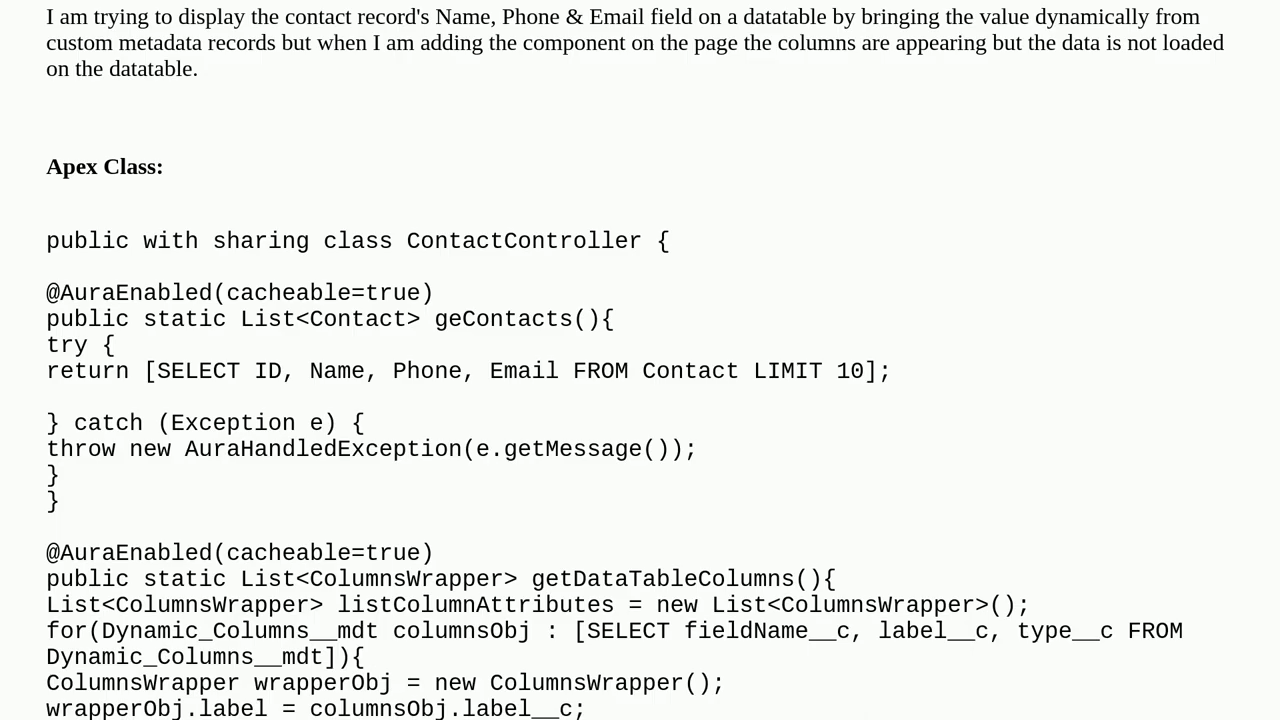 I am trying to display the contact record's Name, Phone & Email field on a datatable by bringing the value dynamically from
custom metadata records but when I am adding the component on the page the columns are appearing but the data is not loaded
on the datatable.
Apex Class:
public with sharing class ContactController {
@AuraEnabled(cacheable=true)
public static List<Contact> geContacts(){
try {
return [SELECT ID, Name, Phone, Email FROM Contact LIMIT 10];
} catch (Exception e) {
throw new AuraHandledException(e.getMessage());
}
}
@AuraEnabled(cacheable=true)
public static List<ColumnsWrapper> getDataTableColumns(){
List<ColumnsWrapper> listColumnAttributes = new List<ColumnsWrapper>();
for(Dynamic_Columns__mdt columnsObj : [SELECT fieldName__c, label__c, type__c FROM
Dynamic_Columns__mdt]){
ColumnsWrapper wrapperObj = new ColumnsWrapper();
wrapperObj.label = columnsObj.label__c;